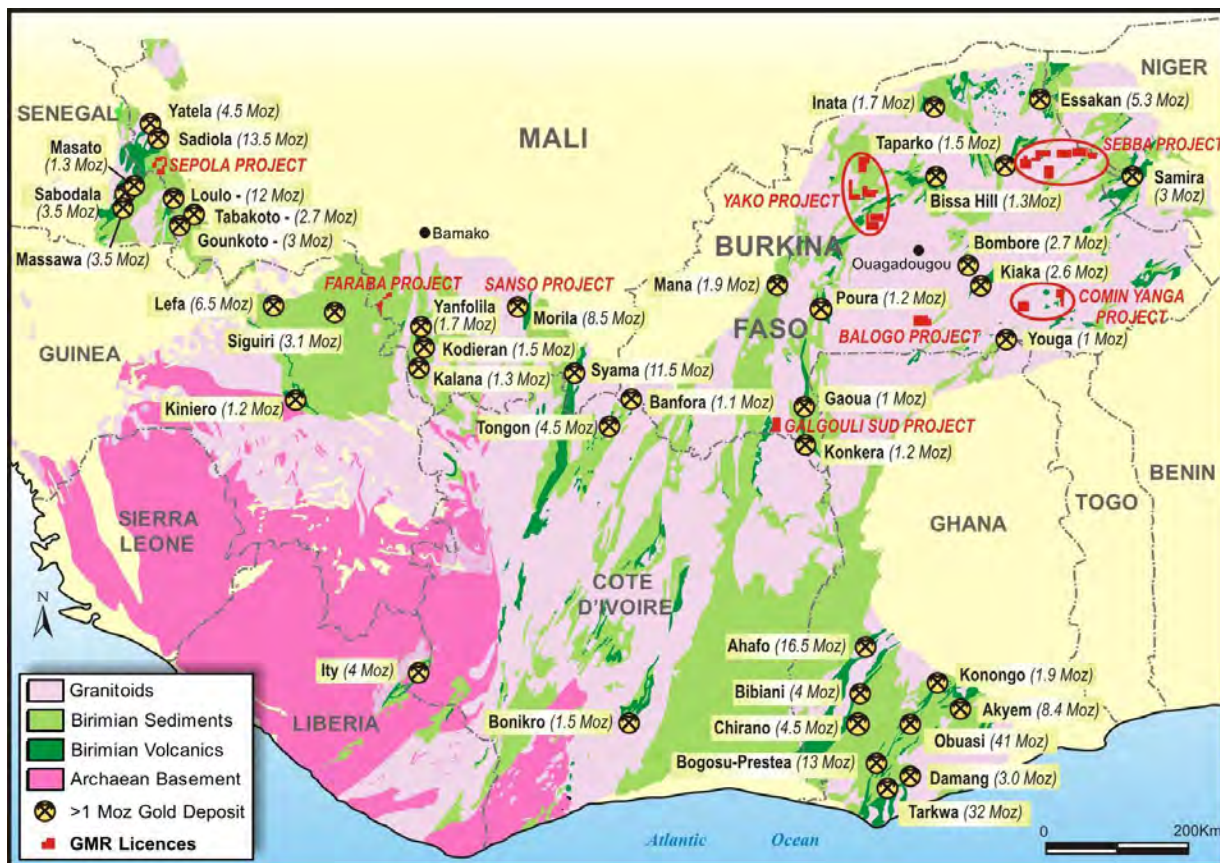 NIGER
SENEGAL
MALI
Yatela (4.5 Moz)
Sadiola (13.5 Moz)
Masato
(1.3 Moz)
SEPOLA PROJECT
Sabodala
(3.5 Moz)
Loulo - (12 Moz)
Tabakoto - (2.7 Moz)
Gounkoto - (3 Moz)
Massawa (3.5 Moz)
Inata (1.7 Moz)
Essakan (5.3 Moz)
Taparko (1.5 Moz)
SEBBA PROJECT
Samira
(3 Moz)
Bissa Hill (1.3Moz)
YAKO PROJECT
BURKINA
FASO
Ouagadougou
Bombore (2.7 Moz)
Kiaka (2.6 Moz)
Bamako
Mana (1.9 Moz)
Poura (1.2 Moz)
COMIN YANGA
PROJECT
BALOGO PROJECT
Youga (1 Moz)
Lefa (6.5 Moz)
FARABA PROJECT
SANSO PROJECT
Yanfolila
(1.7 Moz)
Morila (8.5 Moz)
Siguiri (3.1 Moz)
Kodieran (1.5 Moz)
Kalana (1.3 Moz)
Syama (11.5 Moz)
GUINEA
Kiniero (1.2 Moz)
Banfora (1.1 Moz)
Tongon (4.5 Moz)
Gaoua (1 Moz)
GALGOULI SUD PROJECT
Konkera (1.2 Moz)
BENIN
TOGO
GHANA
SIERRA
LEONE
COTE
D'IVOIRE
N
Ity (4 Moz)
LIBERIA
Bonikro (1.5 Moz)
Ahafo (16.5 Moz)
Bibiani (4 Moz)
Chirano (4.5 Moz)
Bogosu-Prestea (13 Moz)
Konongo (1.9 Moz)
Akyem (8.4 Moz)
Obuasi (41 Moz)
Damang (3.0 Moz)
Tarkwa (32 Moz)
Atlantic Ocean
Granitoids
Birimian Sediments
Birimian Volcanics
Archaean Basement
>1 Moz Gold Deposit
GMR Licences
0 200Km